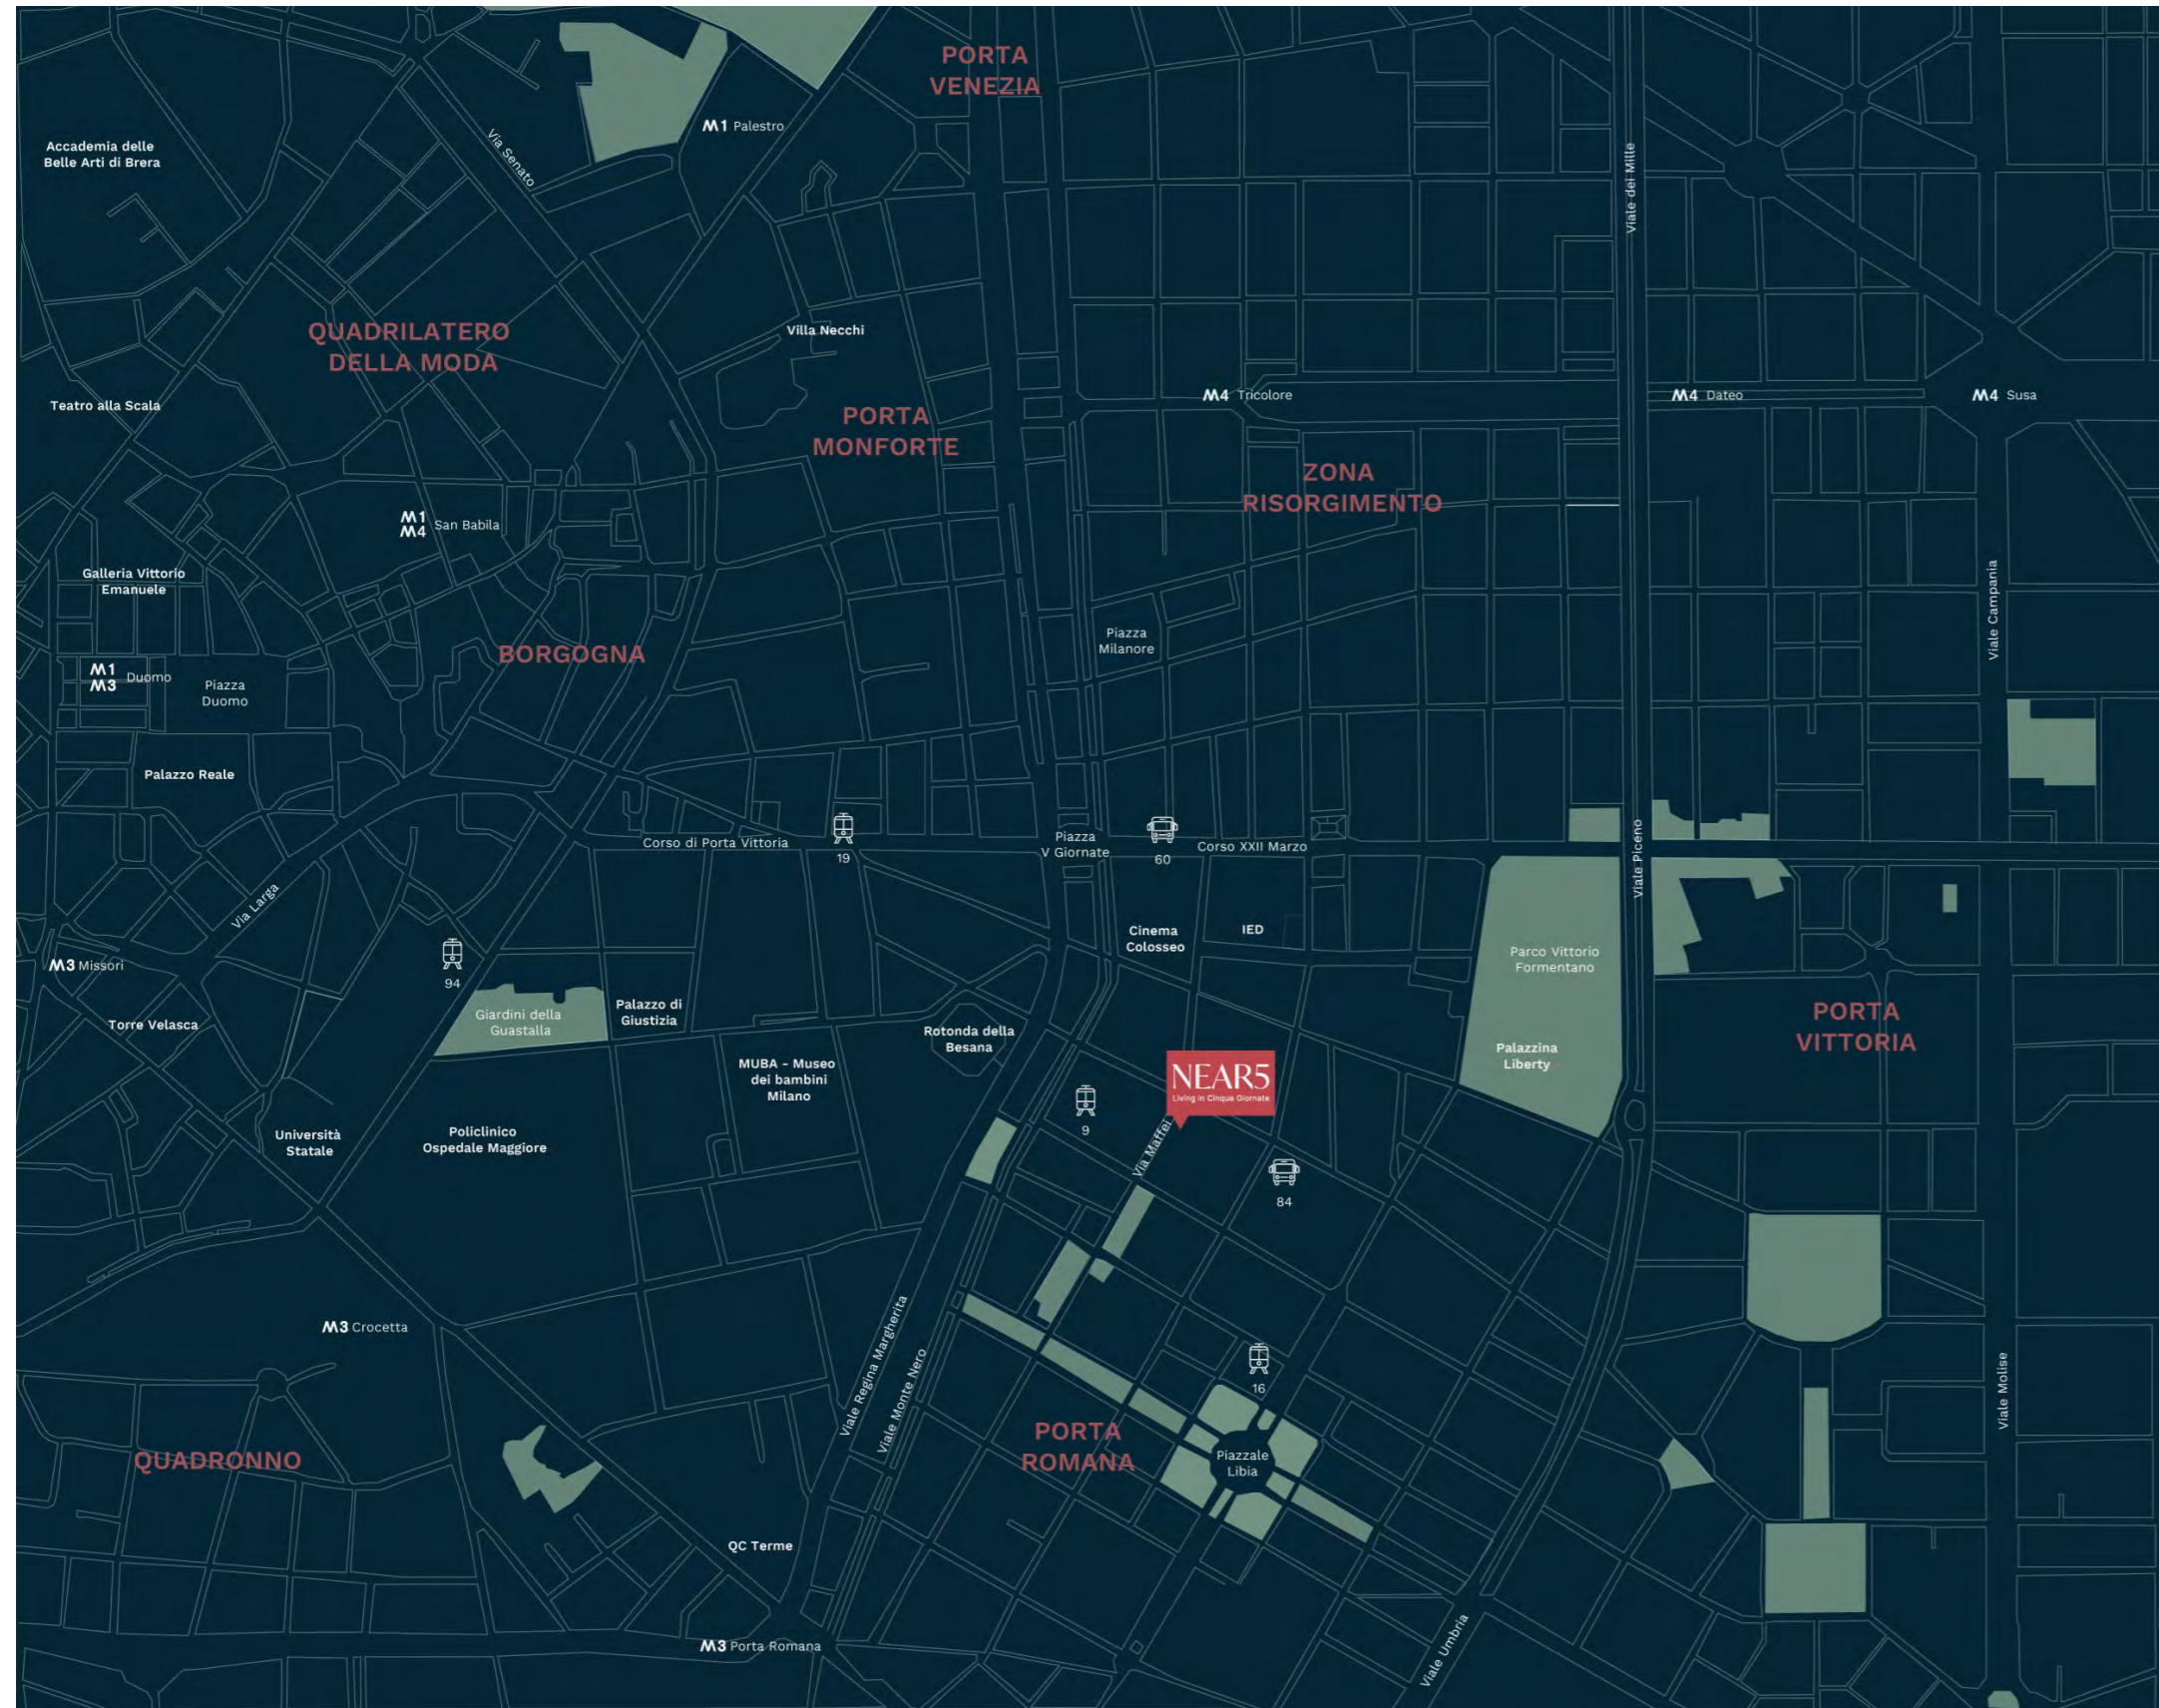 PORTA
VENEZIA
M1 Palestro
Accademia delle
Belle Arti di Brera
Via Senato
Viale dei Mille
QUADRILATERO
DELLA MODA
Villa Necchi
Teatro alla Scala
PORTA
MONFORTE
M4 Tricolore
M4 Dateo
M4 Susa
ZONA
RISORGIMENTO
M1
M4 San Babila
Galleria Vittorio
Emanuele
Viale Campania
BORGOGNA
Piazza
Milanore
M1
M3 Duomo
Piazza
Duomo
Palazzo Reale
Corso di Porta Vittoria
19
Piazza
V Giornate
60
Corso XXII Marzo
Viale Piceno
Via Larga
Cinema
Colosseo
IED
Parco Vittorio
Formentano
M3 Missori
94
Giardini della
Guastalla
Palazzo di
Giustizia
Torre Velasca
Rotonda della
Besana
PORTA
VITTORIA
Palazzina
Liberty
MUBA - Museo
dei bambini
Milano
NEAR5
Living in Cinque Giornate
9
Via Maffei
Università
Statale
Policlinico
Ospedale Maggiore
84
M3 Crocetta
Viale Regina Margherita
Viale Monte Nero
16
Viale Molise
PORTA
ROMANA
Piazzale
Libia
QUADRONNO
QC Terme
M3 Porta Romana
Viale Umbria